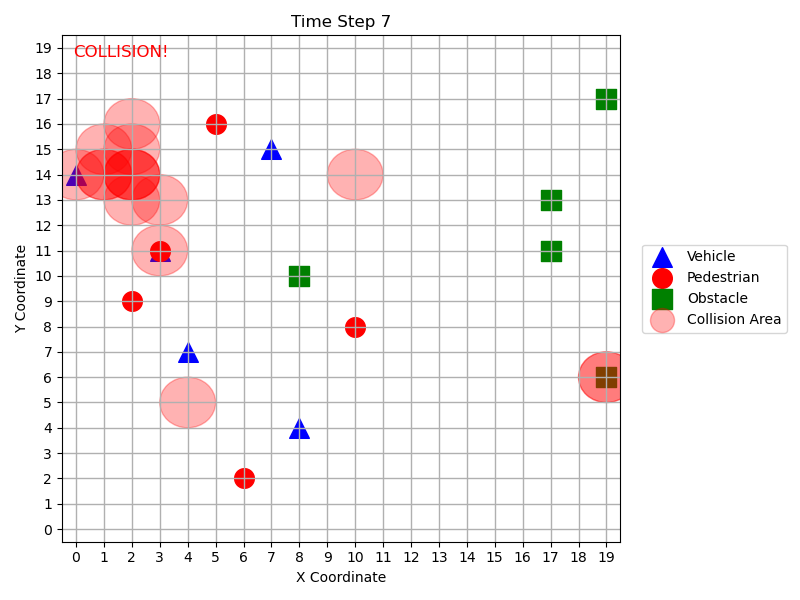 Time Step 7
COLLISION!
19
18
17
16
15
14
13
12
11
10
9
8
7
6
5
4
3
2
1
0
Y Coordinate
0 1 2 3 4 5 6 7 8 9 10 11 12 13 14 15 16 17 18 19
X Coordinate
Vehicle
Pedestrian
Obstacle
Collision Area